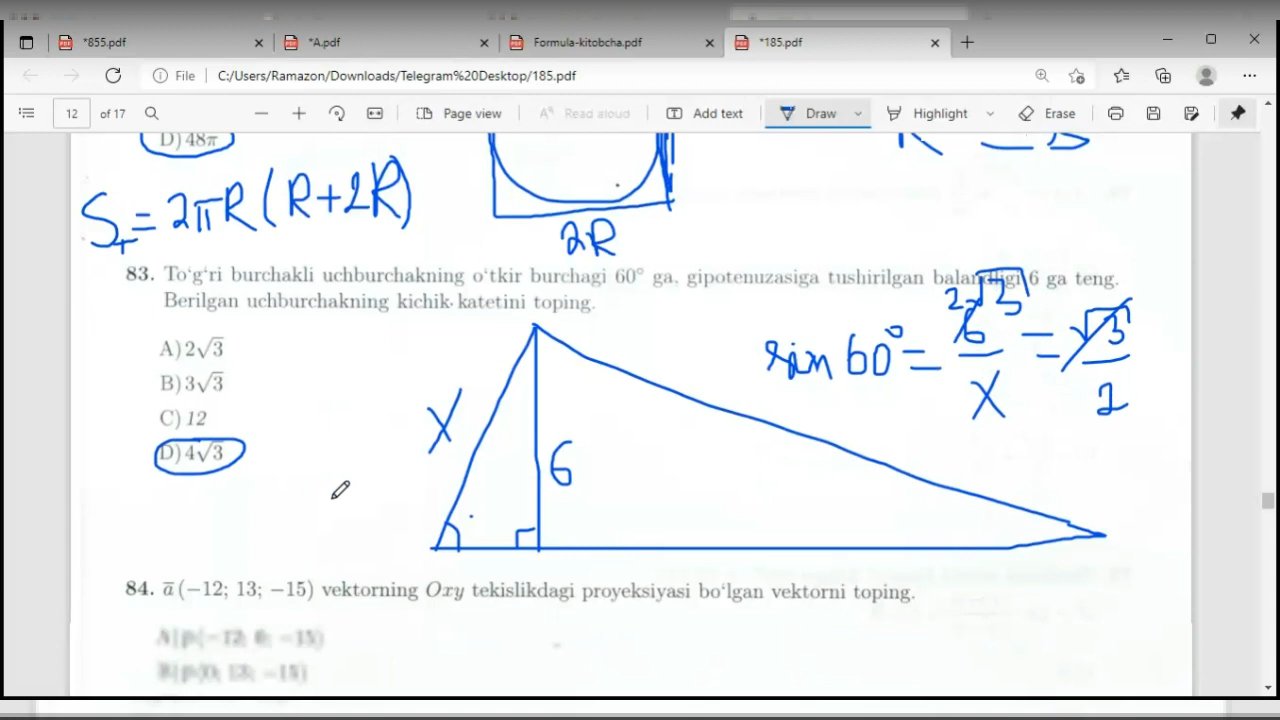 *855.pdf
*A.pdf
Formula-kitobcha.pdf
*185.pdf
File C:/Users/Ramazon/Downloads/Telegram%20Desktop/185.pdf
12 of 17
Page view
Read aloud
Add text
Draw
Highlight
Erase
D) 48π
S_T = 2πR (R+2R)
2R
83. To‘g‘ri burchakli uchburchakning o‘tkir burchagi 60° ga, gipotenuzasiga tushirilgan balandligi 6 ga teng.
Berilgan uchburchakning kichik katetini toping.
A) 2√3
B) 3√3
C) 12
D) 4√3
2√3
sin 60° = 6/X = √3/2
X
6
84. a̅ (−12; 13; −15) vektorning Oxy tekislikdagi proyeksiyasi bo‘lgan vektorni toping.